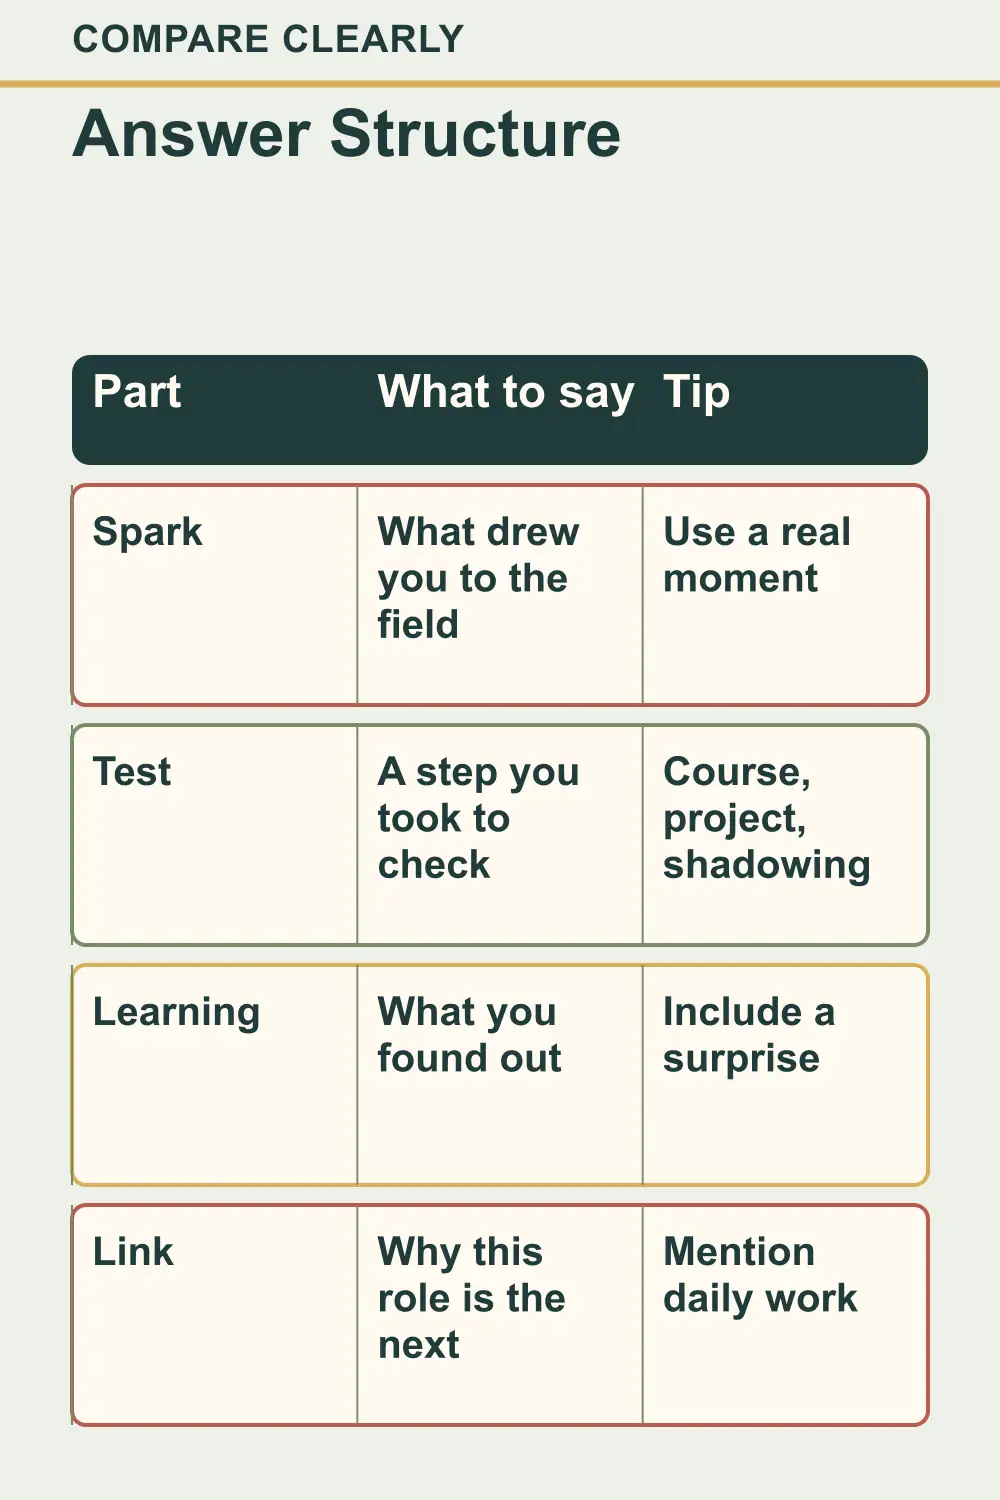 COMPARE CLEARLY
Answer Structure
Part What to say Tip
Spark
What drew
you to the
field
Use a real
moment
Test
A step you
took to
check
Course,
project,
shadowing
Learning
What you
found out
Include a
surprise
Link
Why this
role is the
next
Mention
daily work